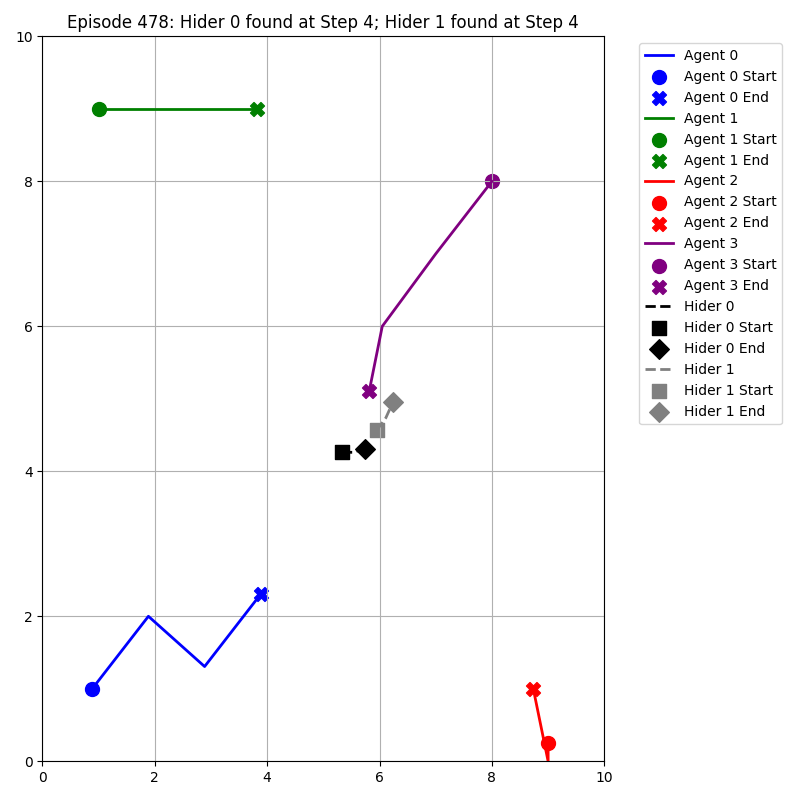 Episode 478: Hider 0 found at Step 4; Hider 1 found at Step 4
10
8
6
4
2
0
0
2
4
6
8
10
Agent 0
Agent 0 Start
Agent 0 End
Agent 1
Agent 1 Start
Agent 1 End
Agent 2
Agent 2 Start
Agent 2 End
Agent 3
Agent 3 Start
Agent 3 End
Hider 0
Hider 0 Start
Hider 0 End
Hider 1
Hider 1 Start
Hider 1 End